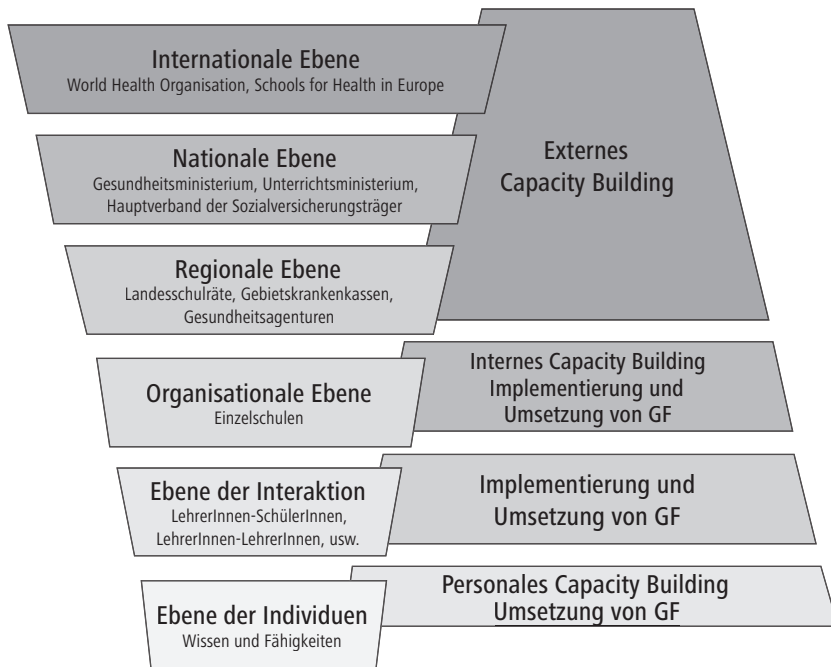 Internationale Ebene
World Health Organisation, Schools for Health in Europe
Nationale Ebene
Gesundheitsministerium, Unterrichtsministerium,
Hauptverband der Sozialversicherungsträger
Externes
Capacity Building
Regionale Ebene
Landesschulräte, Gebietskrankenkassen,
Gesundheitsagenturen
Organisationale Ebene
Einzelschulen
Internes Capacity Building
Implementierung und
Umsetzung von GF
Ebene der Interaktion
LehrerInnen-SchülerInnen,
LehrerInnen-LehrerInnen, usw.
Implementierung und
Umsetzung von GF
Ebene der Individuen
Wissen und Fähigkeiten
Personales Capacity Building
Umsetzung von GF